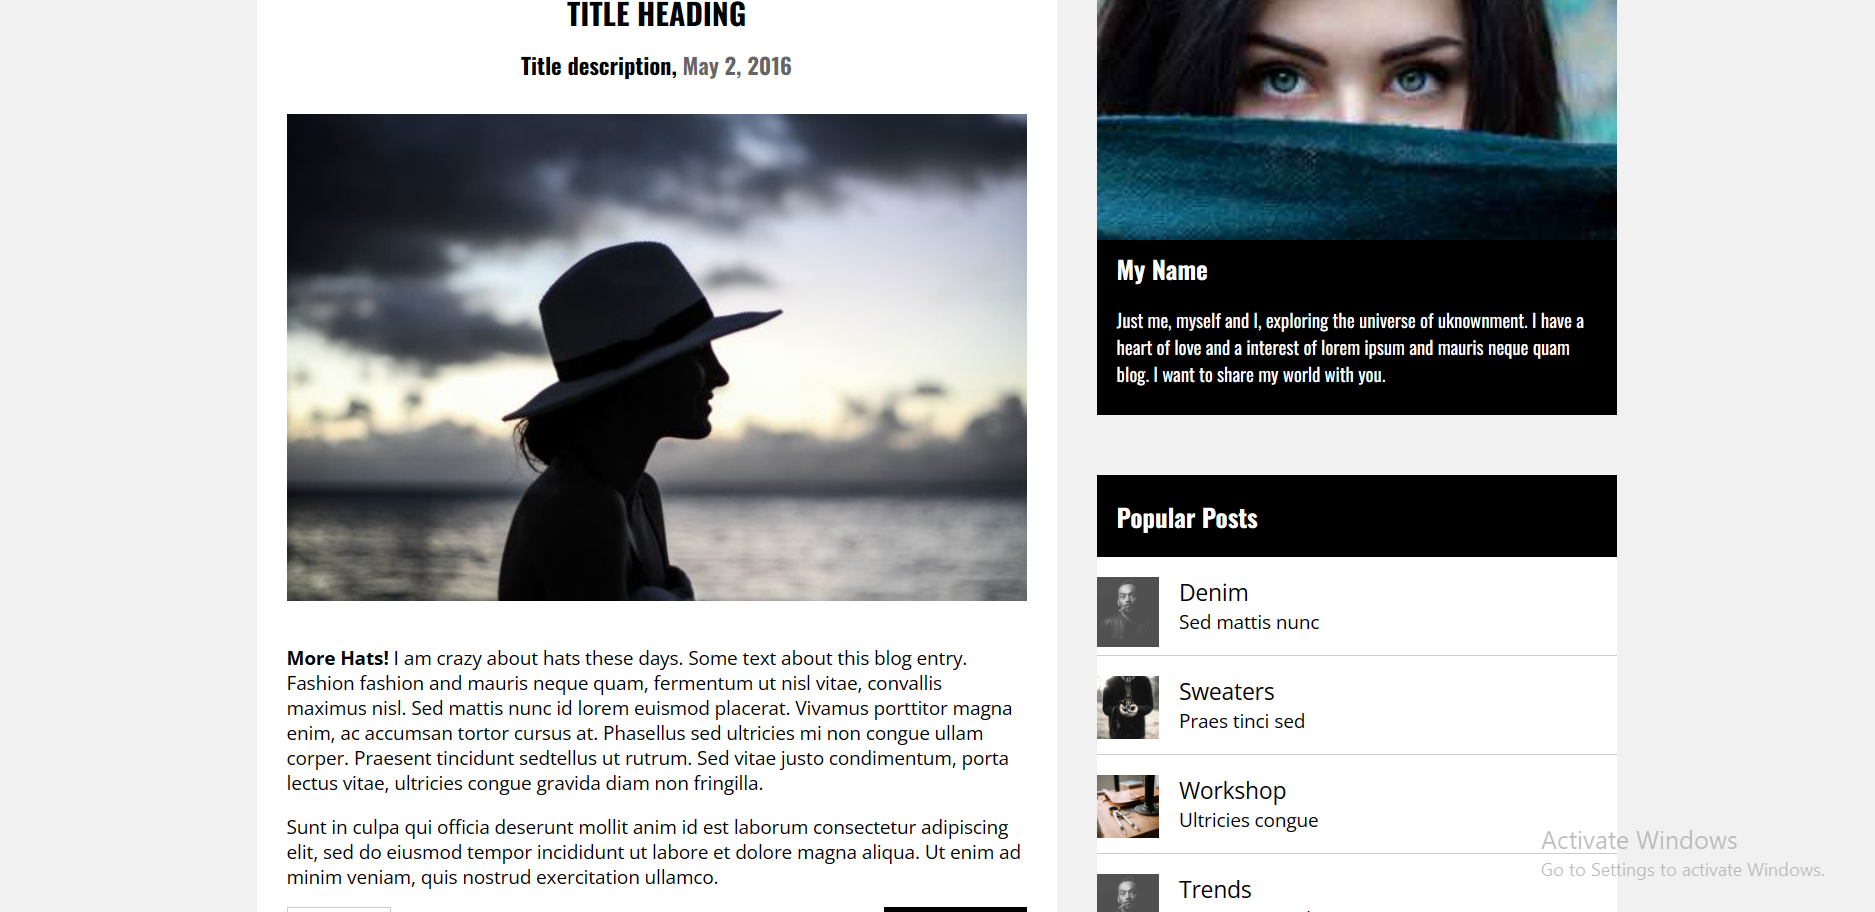 TITLE HEADING
Title description, May 2, 2016
More Hats! I am crazy about hats these days. Some text about this blog entry.
Fashion fashion and mauris neque quam, fermentum ut nisl vitae, convallis
maximus nisl. Sed mattis nunc id lorem euismod placerat. Vivamus porttitor magna
enim, ac accumsan tortor cursus at. Phasellus sed ultricies mi non congue ullam
corper. Praesent tincidunt sedtellus ut rutrum. Sed vitae justo condimentum, porta
lectus vitae, ultricies congue gravida diam non fringilla.
Sunt in culpa qui officia deserunt mollit anim id est laborum consectetur adipiscing
elit, sed do eiusmod tempor incididunt ut labore et dolore magna aliqua. Ut enim ad
minim veniam, quis nostrud exercitation ullamco.
My Name
Just me, myself and I, exploring the universe of uknownment. I have a
heart of love and a interest of lorem ipsum and mauris neque quam
blog. I want to share my world with you.
Popular Posts
Denim
Sed mattis nunc
Sweaters
Praes tinci sed
Workshop
Ultricies congue
Trends
Activate Windows
Go to Settings to activate Windows.